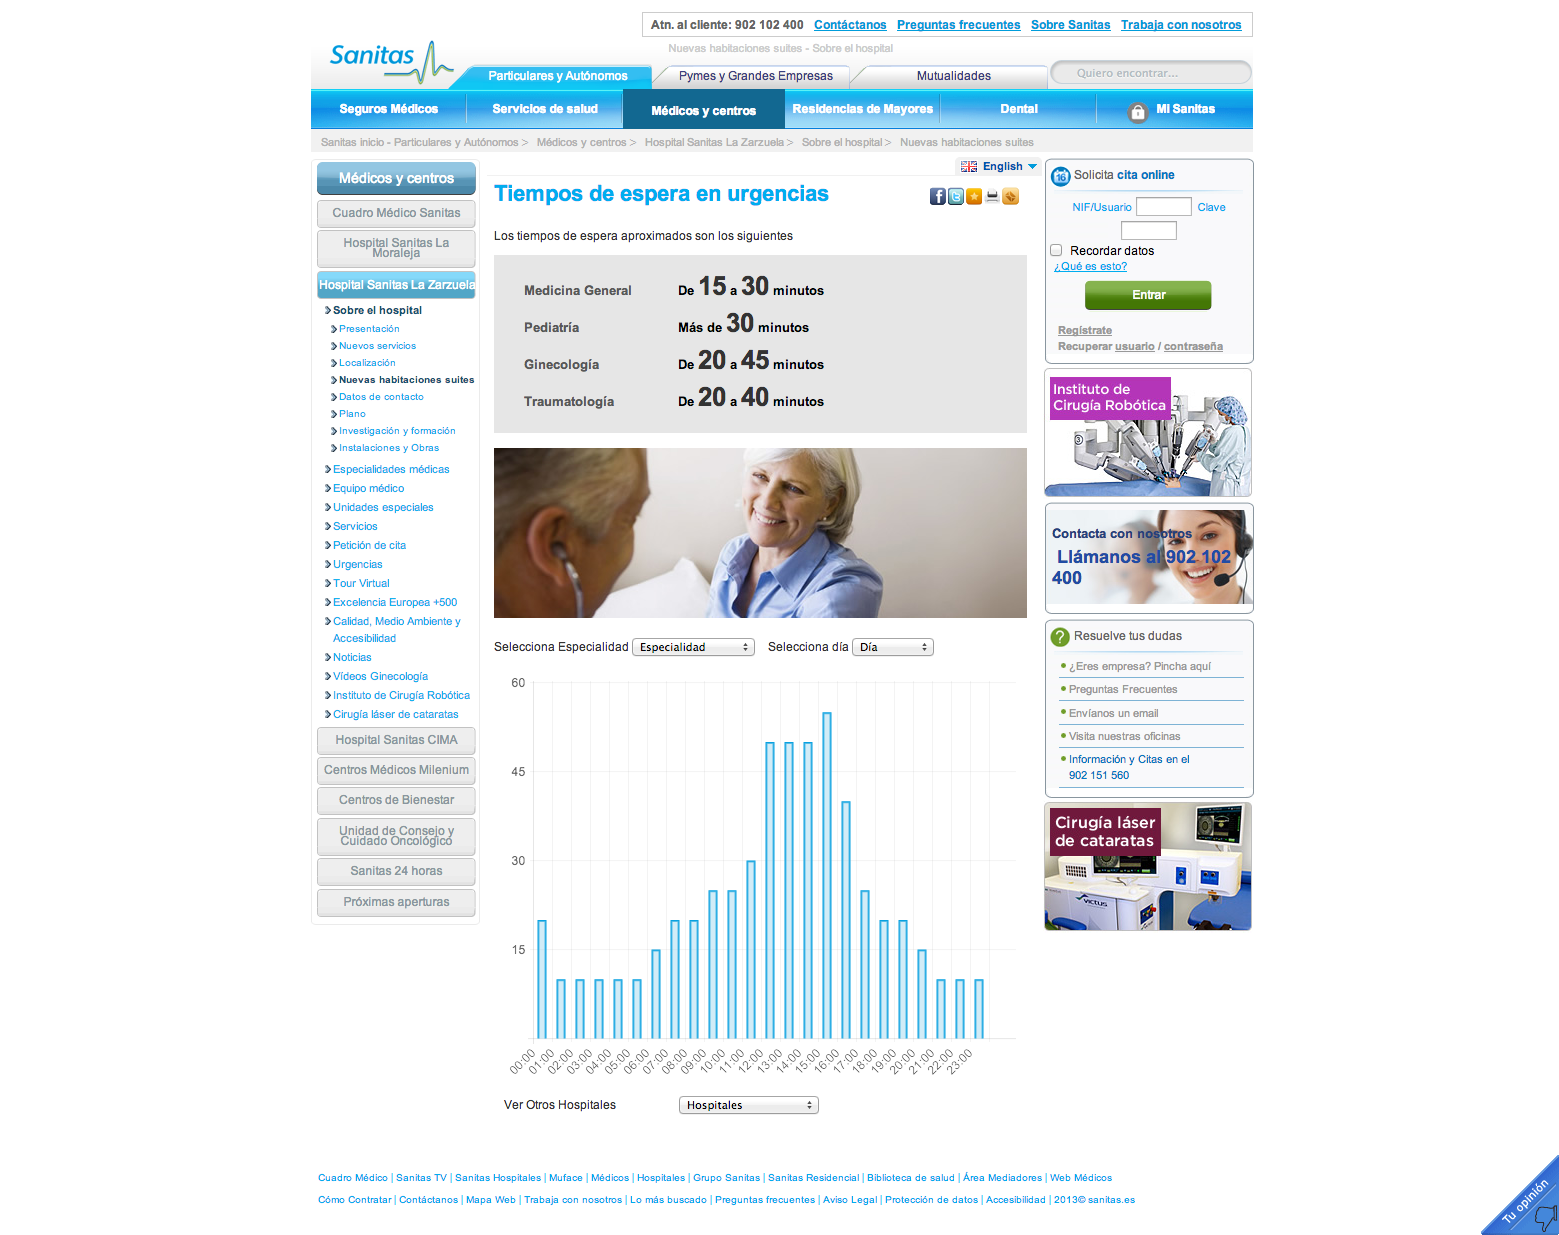 Atn. al cliente: 902 102 400 Contáctanos Preguntas frecuentes Sobre Sanitas Trabaja con nosotros
Nuevas habitaciones suites - Sobre el hospital
Sanitas
Particulares y Autónomos Pymes y Grandes Empresas Mutualidades Quiero encontrar...
Seguros Médicos Servicios de salud Médicos y centros Residencias de Mayores Dental Mi Sanitas
Sanitas inicio - Particulares y Autónomos > Médicos y centros > Hospital Sanitas La Zarzuela > Sobre el hospital > Nuevas habitaciones suites
Médicos y centros
Cuadro Médico Sanitas
Hospital Sanitas La
Moraleja
Hospital Sanitas La Zarzuela
Sobre el hospital
Presentación
Nuevos servicios
Localización
Nuevas habitaciones suites
Datos de contacto
Plano
Investigación y formación
Instalaciones y Obras
Especialidades médicas
Equipo médico
Unidades especiales
Servicios
Petición de cita
Urgencias
Tour Virtual
Excelencia Europea +500
Calidad, Medio Ambiente y
Accesibilidad
Noticias
Vídeos Ginecología
Instituto de Cirugía Robótica
Cirugía láser de cataratas
Hospital Sanitas CIMA
Centros Médicos Milenium
Centros de Bienestar
Unidad de Consejo y
Cuidado Oncológico
Sanitas 24 horas
Próximas aperturas
English
Tiempos de espera en urgencias
Los tiempos de espera aproximados son los siguientes
Medicina General De 15 a 30 minutos
Pediatría Más de 30 minutos
Ginecología De 20 a 45 minutos
Traumatología De 20 a 40 minutos
Selecciona Especialidad Especialidad Selecciona día Día
60
45
30
15
00:00 01:00 02:00 03:00 04:00 05:00 06:00 07:00 08:00 09:00 10:00 11:00 12:00 13:00 14:00 15:00 16:00 17:00 18:00 19:00 20:00 21:00 22:00 23:00
Ver Otros Hospitales Hospitales
16 Solicita cita online
NIF/Usuario Clave
Recordar datos
¿Qué es esto?
Entrar
Regístrate
Recuperar usuario / contraseña
Instituto de
Cirugía Robótica
Contacta con nosotros
Llámanos al 902 102
400
? Resuelve tus dudas
¿Eres empresa? Pincha aquí
Preguntas Frecuentes
Envíanos un email
Visita nuestras oficinas
Información y Citas en el
902 151 560
Cirugía láser
de cataratas
VICTUS
Cuadro Médico | Sanitas TV | Sanitas Hospitales | Muface | Médicos | Hospitales | Grupo Sanitas | Sanitas Residencial | Biblioteca de salud | Área Mediadores | Web Médicos
Cómo Contratar | Contáctanos | Mapa Web | Trabaja con nosotros | Lo más buscado | Preguntas frecuentes | Aviso Legal | Protección de datos | Accesibilidad | 2013© sanitas.es
Tu opinión